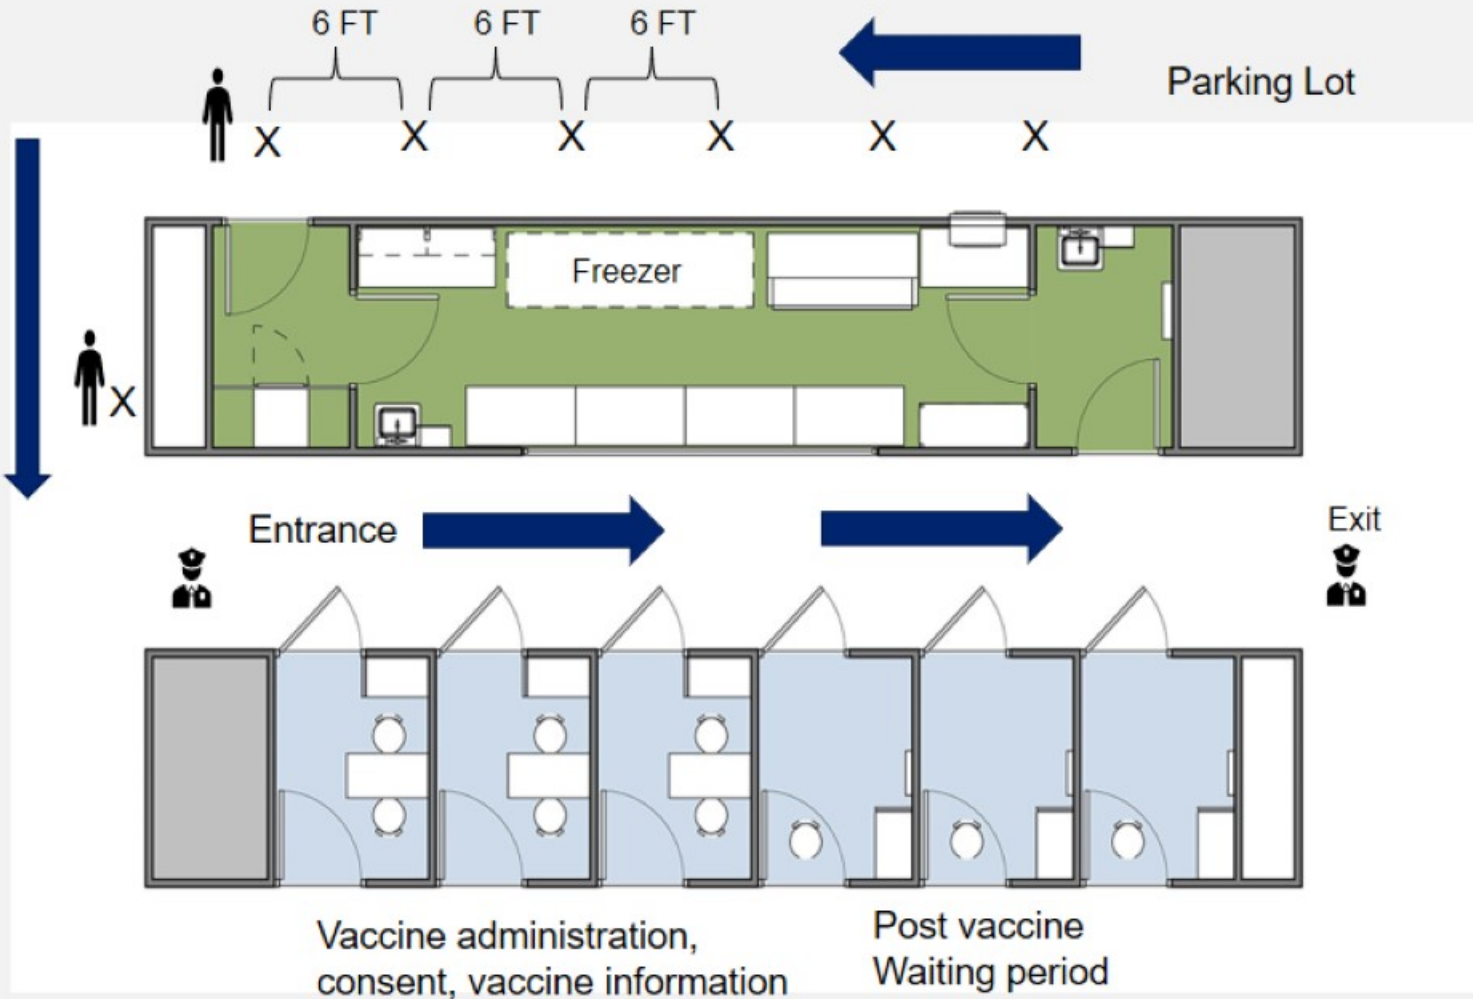 6 FT 6 FT 6 FT
Parking Lot
X X X X X X
Freezer
X
Entrance
Exit
Vaccine administration,
consent, vaccine information
Post vaccine
Waiting period